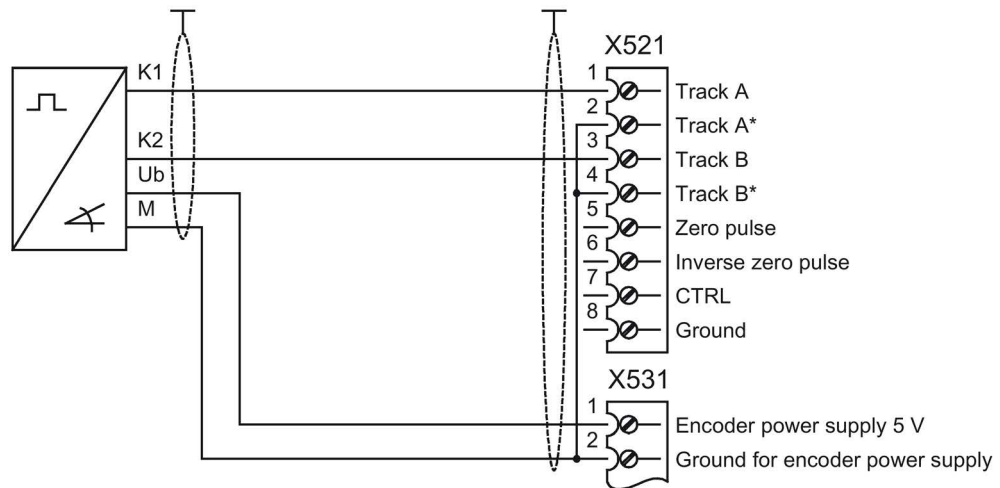 X521
K1
1
Track A
2
Track A*
K2
3
Track B
Ub
4
Track B*
M
5
Zero pulse
6
Inverse zero pulse
7
CTRL
8
Ground
X531
1
Encoder power supply 5 V
2
Ground for encoder power supply